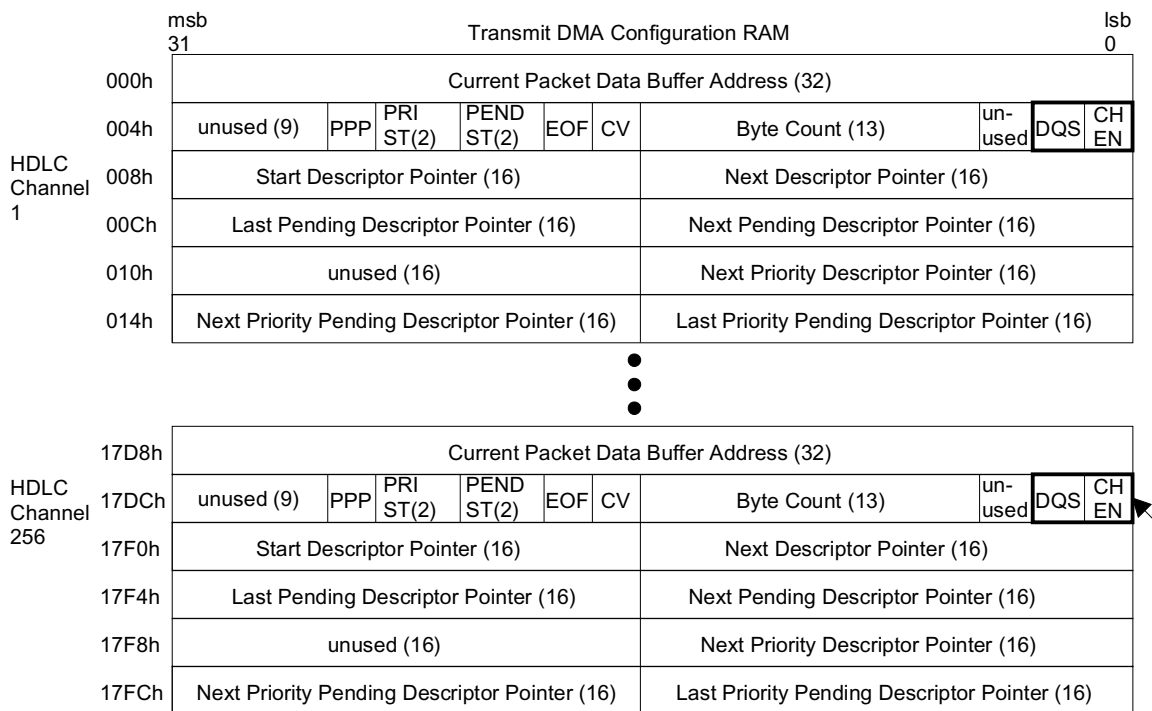 msb
31
Transmit DMA Configuration RAM
lsb
0
HDLC
Channel
1
000h
Current Packet Data Buffer Address (32)
004h
unused (9)
PPP
PRI
ST(2)
PEND
ST(2)
EOF
CV
Byte Count (13)
un-
used
DQS
CH
EN
008h
Start Descriptor Pointer (16)
Next Descriptor Pointer (16)
00Ch
Last Pending Descriptor Pointer (16)
Next Pending Descriptor Pointer (16)
010h
unused (16)
Next Priority Descriptor Pointer (16)
014h
Next Priority Pending Descriptor Pointer (16)
Last Priority Pending Descriptor Pointer (16)
HDLC
Channel
256
17D8h
Current Packet Data Buffer Address (32)
17DCh
unused (9)
PPP
PRI
ST(2)
PEND
ST(2)
EOF
CV
Byte Count (13)
un-
used
DQS
CH
EN
17F0h
Start Descriptor Pointer (16)
Next Descriptor Pointer (16)
17F4h
Last Pending Descriptor Pointer (16)
Next Pending Descriptor Pointer (16)
17F8h
unused (16)
Next Priority Descriptor Pointer (16)
17FCh
Next Priority Pending Descriptor Pointer (16)
Last Priority Pending Descriptor Pointer (16)